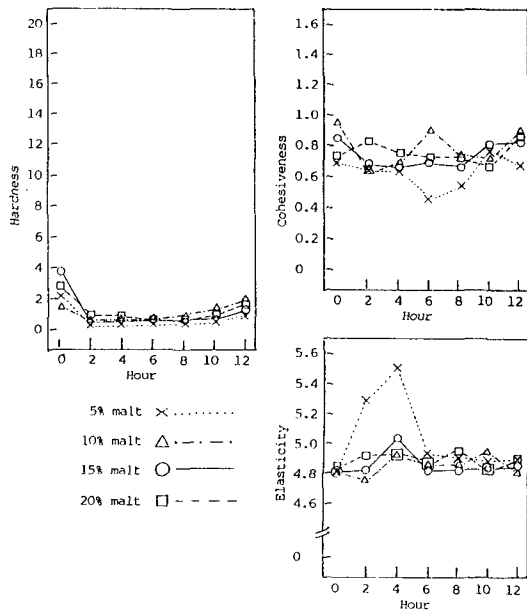 20
18
16
14
12
10
8
6
4
2
0
Hardness
0 2 4 6 8 10 12
Hour
1.6
1.4
1.2
1.0
0.8
0.6
0.4
0.2
0
Cohesiveness
0 2 4 6 8 10 12
Hour
5% malt
10% malt
15% malt
20% malt
5.6
5.4
5.2
5.0
4.8
0
Elasticity
0 2 4 6 8 10 12
Hour